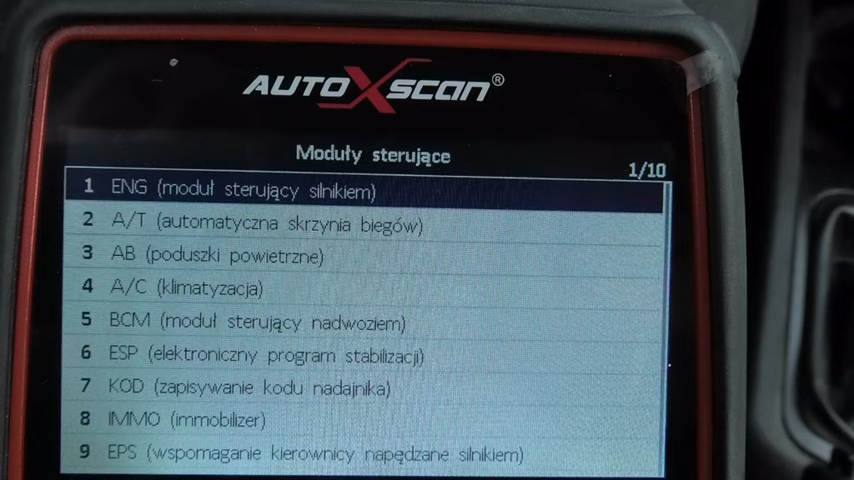 AUTOXSCAN®
Moduły sterujące
1/10
1 ENG (moduł sterujący silnikiem)
2 A/T (automatyczna skrzynia biegów)
3 AB (poduszki powietrzne)
4 A/C (klimatyzacja)
5 BCM (moduł sterujący nadwoziem)
6 ESP (elektroniczny program stabilizacji)
7 KOD (zapisywanie kodu nadajnika)
8 IMMO (immobilizer)
9 EPS (wspomaganie kierownicy napędzane silnikiem)